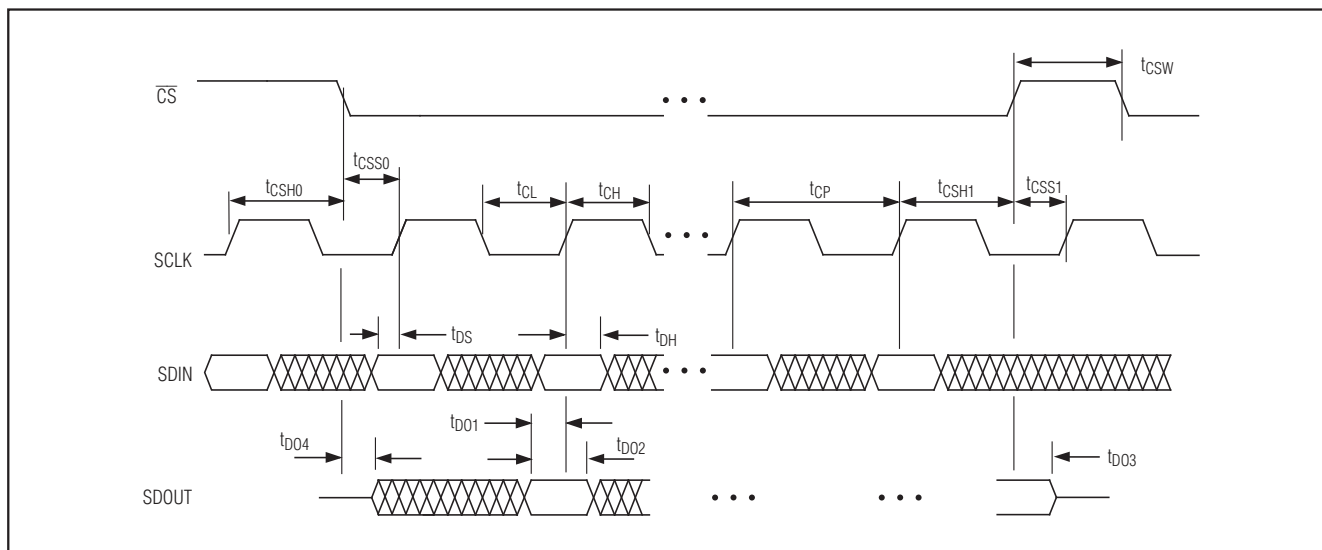 CS
tCSW
tCSS0
tCSH0
tCL
tCH
tCP
tCSH1
tCSS1
SCLK
tDS
tDH
SDIN
tDO1
tDO4
tDO2
tDO3
SDOUT